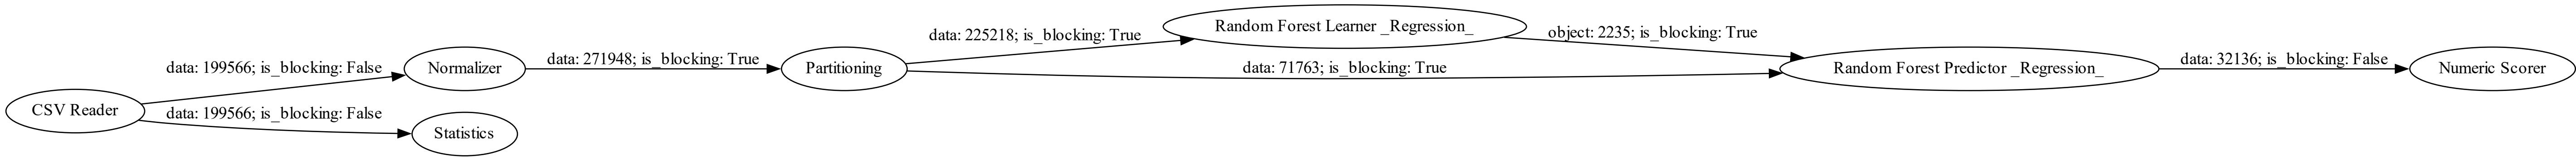 CSV Reader
data: 199566; is_blocking: False
data: 199566; is_blocking: False
Normalizer
Statistics
data: 271948; is_blocking: True
Partitioning
data: 225218; is_blocking: True
data: 71763; is_blocking: True
Random Forest Learner _Regression_
object: 2235; is_blocking: True
Random Forest Predictor _Regression_
data: 32136; is_blocking: False
Numeric Scorer